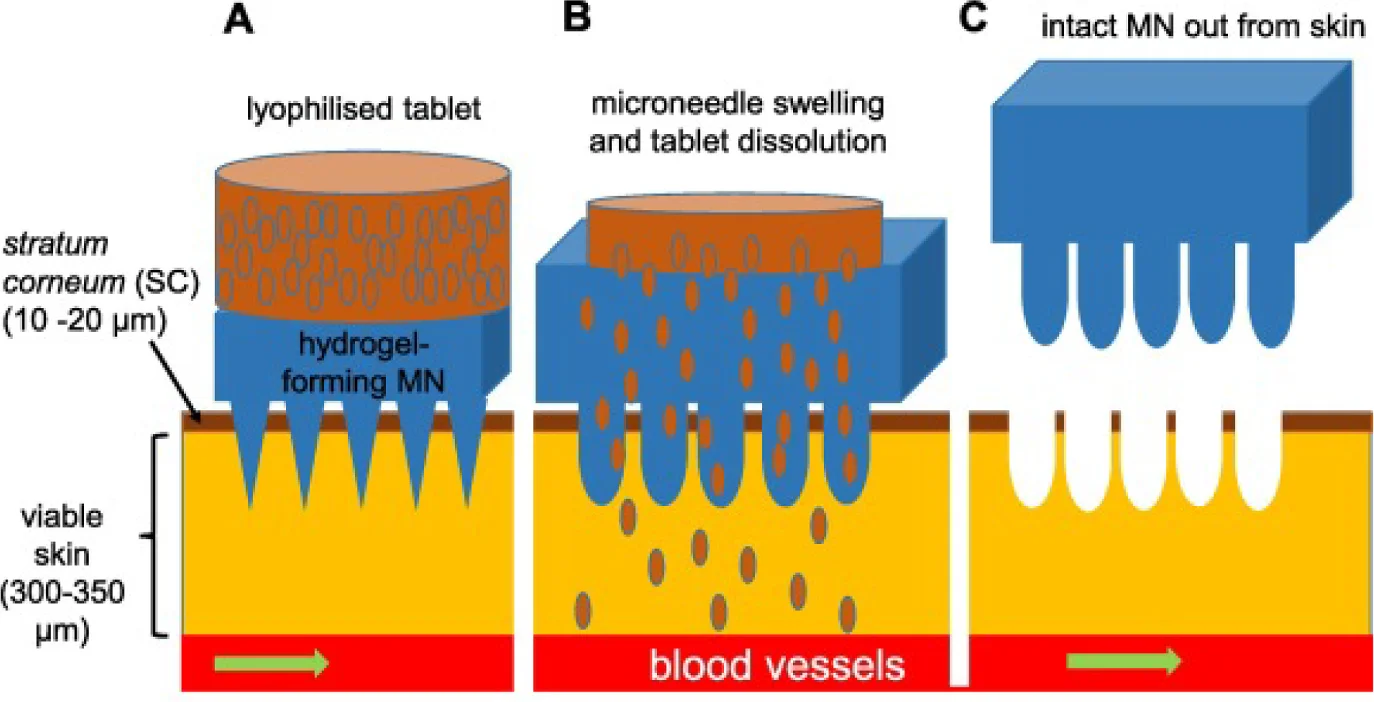 A
lyophilised tablet
stratum
corneum (SC)
(10 -20 µm)
hydrogel-
forming MN
viable
skin
(300-350
µm)
B
microneedle swelling
and tablet dissolution
blood vessels
C
intact MN out from skin